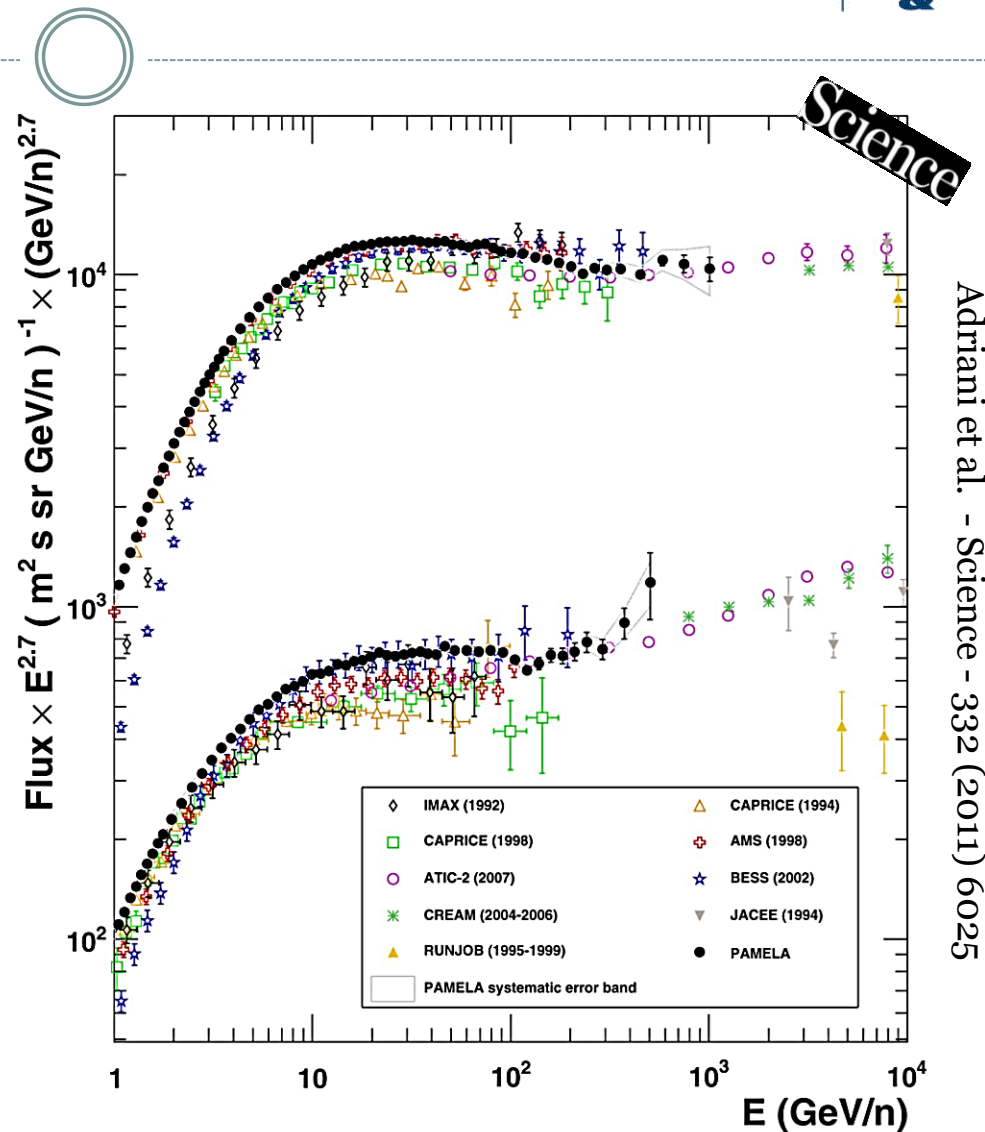 &
Science
Flux × E^2.7 ( m^2 s sr GeV/n )^-1 × (GeV/n)^2.7
10^4
10^3
10^2
IMAX (1992)
CAPRICE (1994)
CAPRICE (1998)
AMS (1998)
ATIC-2 (2007)
BESS (2002)
CREAM (2004-2006)
JACEE (1994)
RUNJOB (1995-1999)
PAMELA
PAMELA systematic error band
1
10
10^2
10^3
10^4
E (GeV/n)
Adriani et al. - Science - 332 (2011) 6025